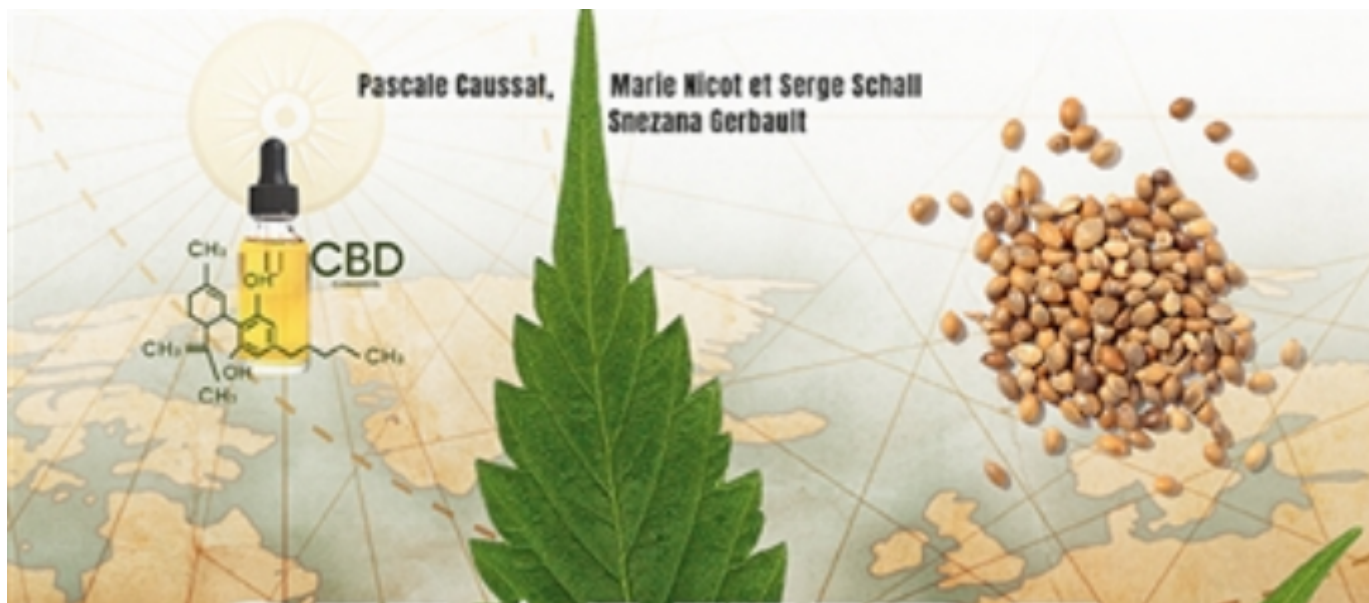 Pascale Caussat, Marie Nicot et Serge Schall
Snezana Gerbault
CBD
CH₃
OH
CH₃
CH₃
OH
CH₃